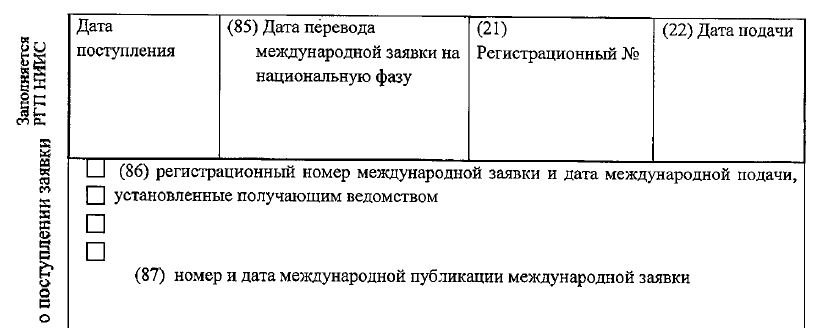 Заполняется
РГП НИИС
о поступлении заявки
Дата
поступления
(85) Дата перевода
международной заявки на
национальную фазу
(21)
Регистрационный №
(22) Дата подачи
(86) регистрационный номер международной заявки и дата международной подачи,
установленные получающим ведомством
(87) номер и дата международной публикации международной заявки